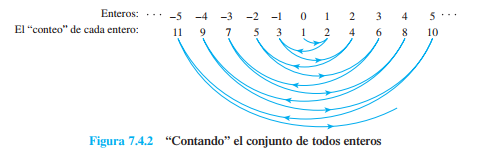 Enteros: · · · −5 −4 −3 −2 −1 0 1 2 3 4 5 · · ·
El “conteo” de cada entero: 11 9 7 5 3 1 2 4 6 8 10
Figura 7.4.2 “Contando” el conjunto de todos enteros